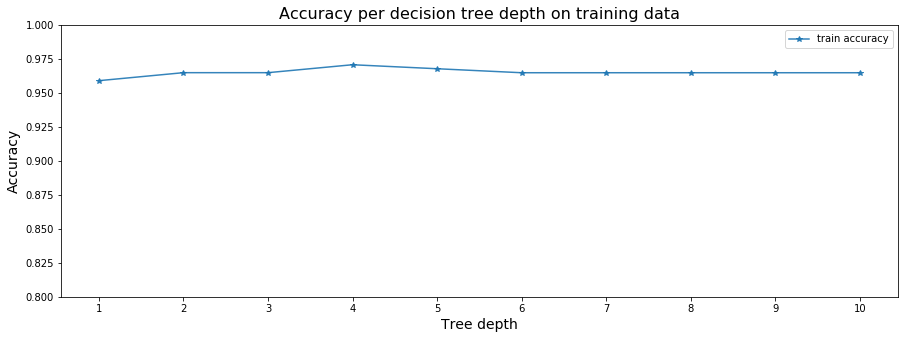 Accuracy per decision tree depth on training data
train accuracy
Accuracy
1.000
0.975
0.950
0.925
0.900
0.875
0.850
0.825
0.800
1 2 3 4 5 6 7 8 9 10
Tree depth